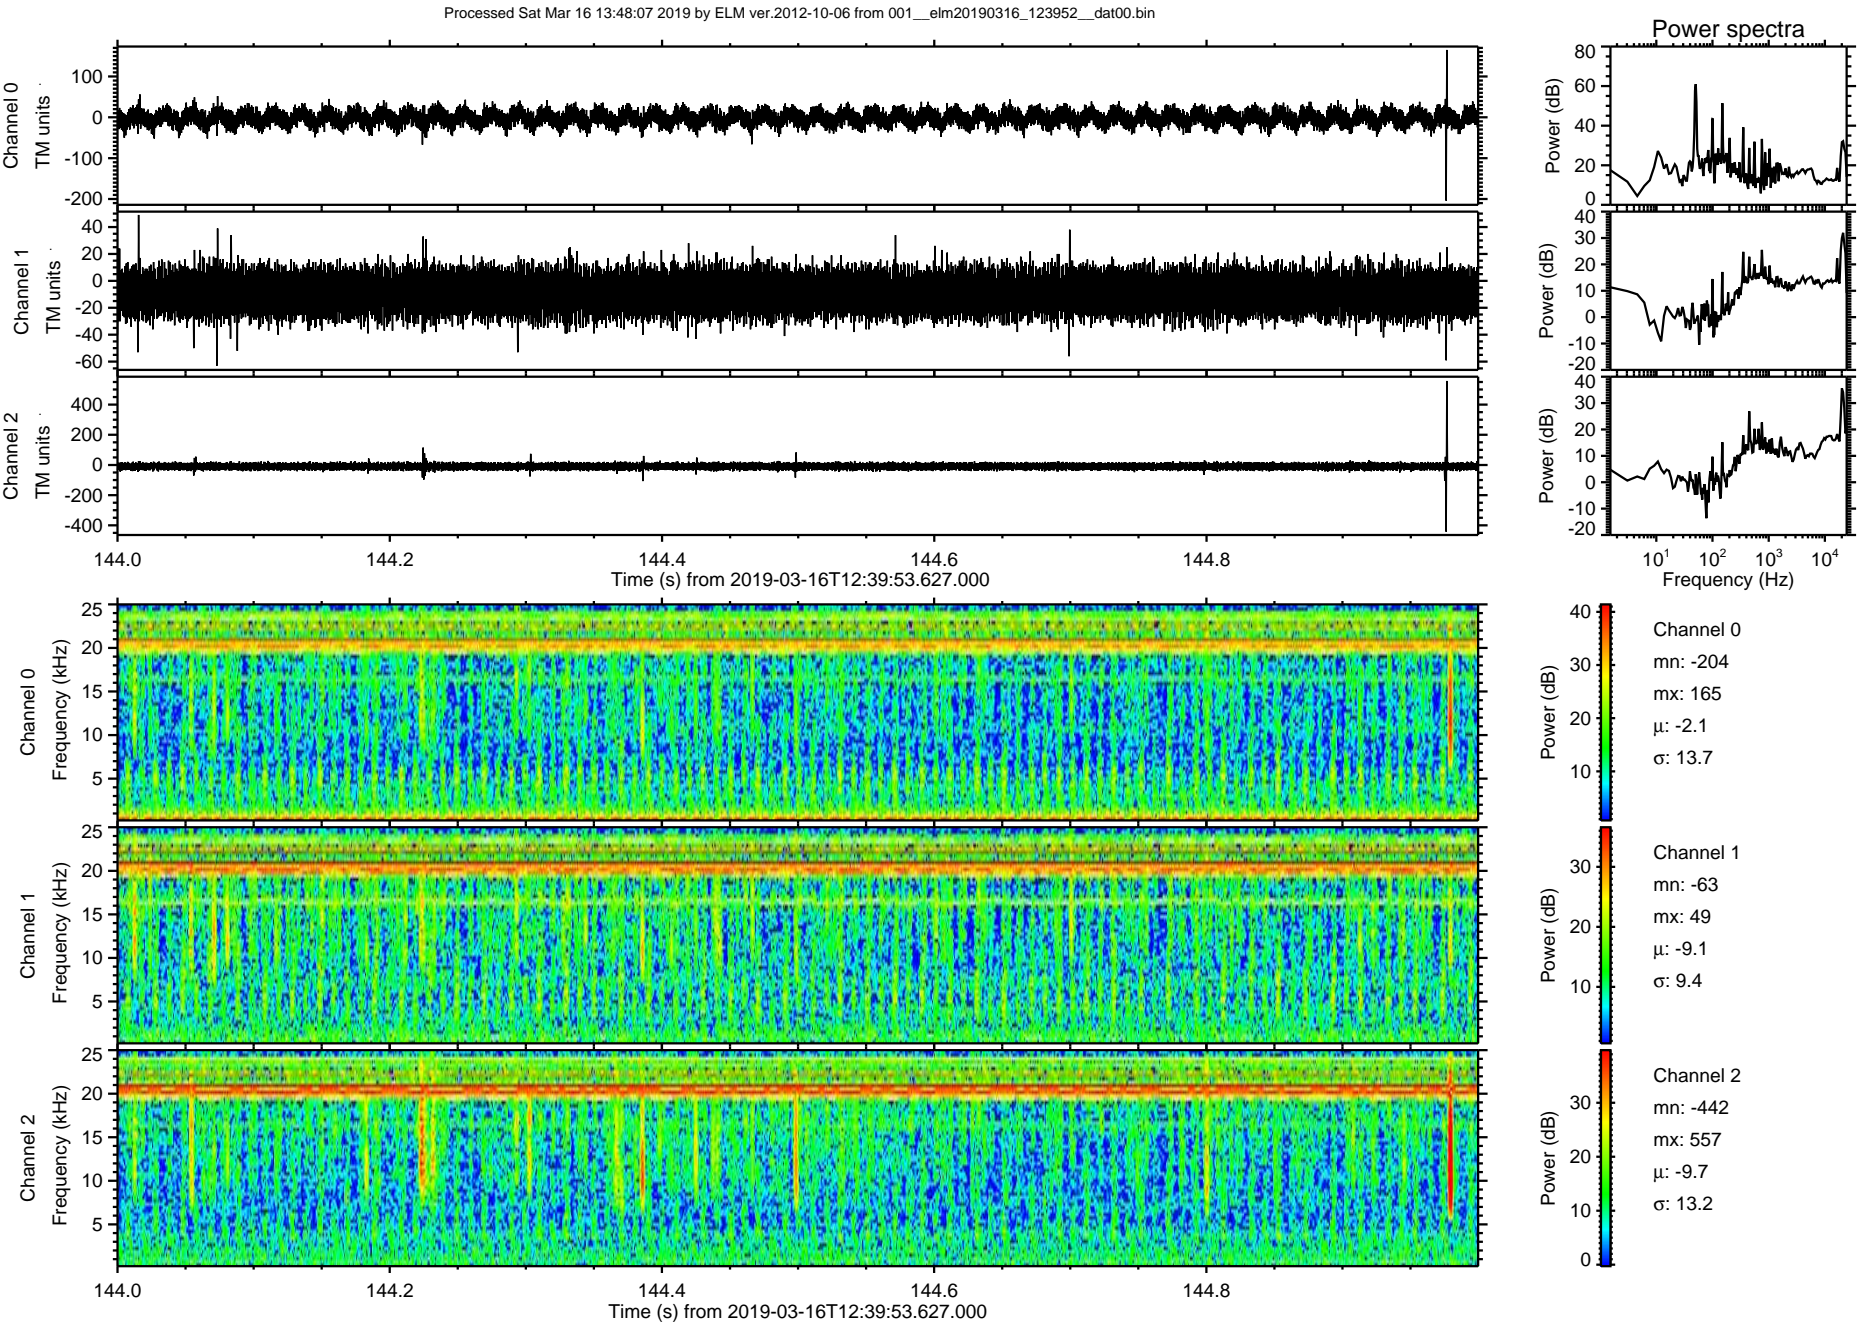 Processed Sat Mar 16 13:48:07 2019 by ELM ver.2012-10-06 from 001__elm20190316_123952__dat00.bin
Power spectra
Channel 0
TM units
100
0
-100
-200
Power (dB)
80
60
40
20
0
Channel 1
TM units
40
20
0
-20
-40
-60
Power (dB)
40
30
20
10
0
-10
-20
Channel 2
TM units
400
200
0
-200
-400
Power (dB)
40
30
20
10
0
-10
-20
144.0 144.2 144.4 144.6 144.8
Time (s) from 2019-03-16T12:39:53.627.000
10¹ 10² 10³ 10⁴
Frequency (Hz)
Channel 0
Frequency (kHz)
25
20
15
10
5
Power (dB)
40
30
20
10
Channel 0
mn: -204
mx: 165
μ: -2.1
σ: 13.7
Channel 1
Frequency (kHz)
25
20
15
10
5
Power (dB)
30
20
10
Channel 1
mn: -63
mx: 49
μ: -9.1
σ: 9.4
Channel 2
Frequency (kHz)
25
20
15
10
5
Power (dB)
30
20
10
0
Channel 2
mn: -442
mx: 557
μ: -9.7
σ: 13.2
144.0 144.2 144.4 144.6 144.8
Time (s) from 2019-03-16T12:39:53.627.000